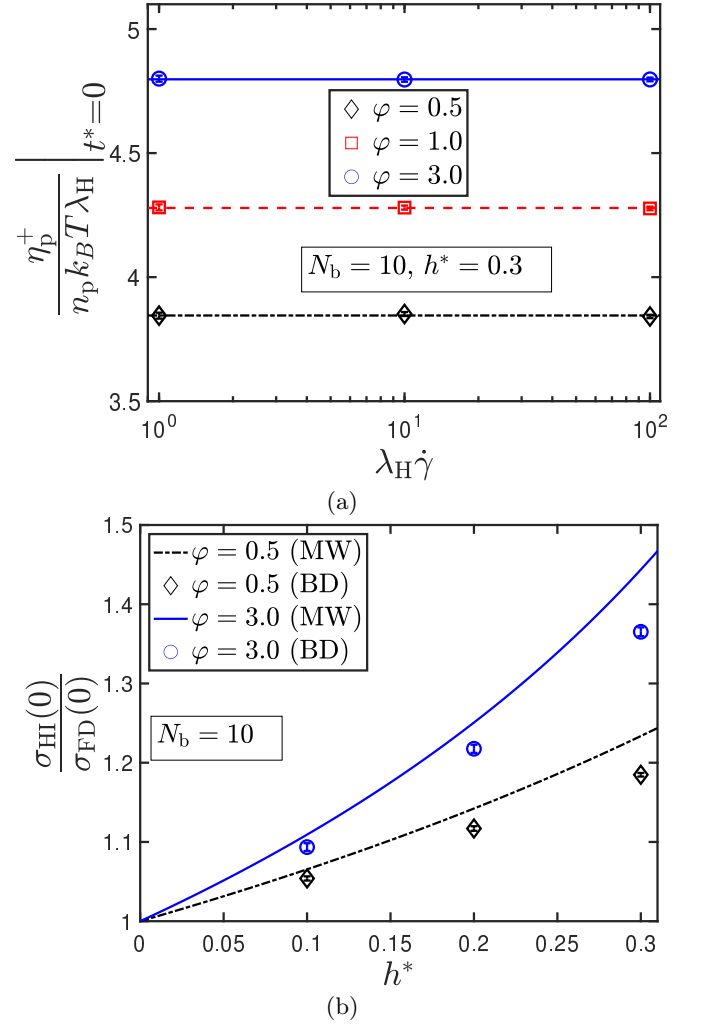 5
4.5
4
3.5
η_p^+ / n_p k_B T λ_H |_{t*=0}
φ = 0.5
φ = 1.0
φ = 3.0
N_b = 10, h* = 0.3
10^0 10^1 10^2
λ_H γ̇
(a)
1.5
1.4
1.3
1.2
1.1
1
σ_HI(0) / σ_FD(0)
φ = 0.5 (MW)
φ = 0.5 (BD)
φ = 3.0 (MW)
φ = 3.0 (BD)
N_b = 10
0 0.05 0.1 0.15 0.2 0.25 0.3
h*
(b)